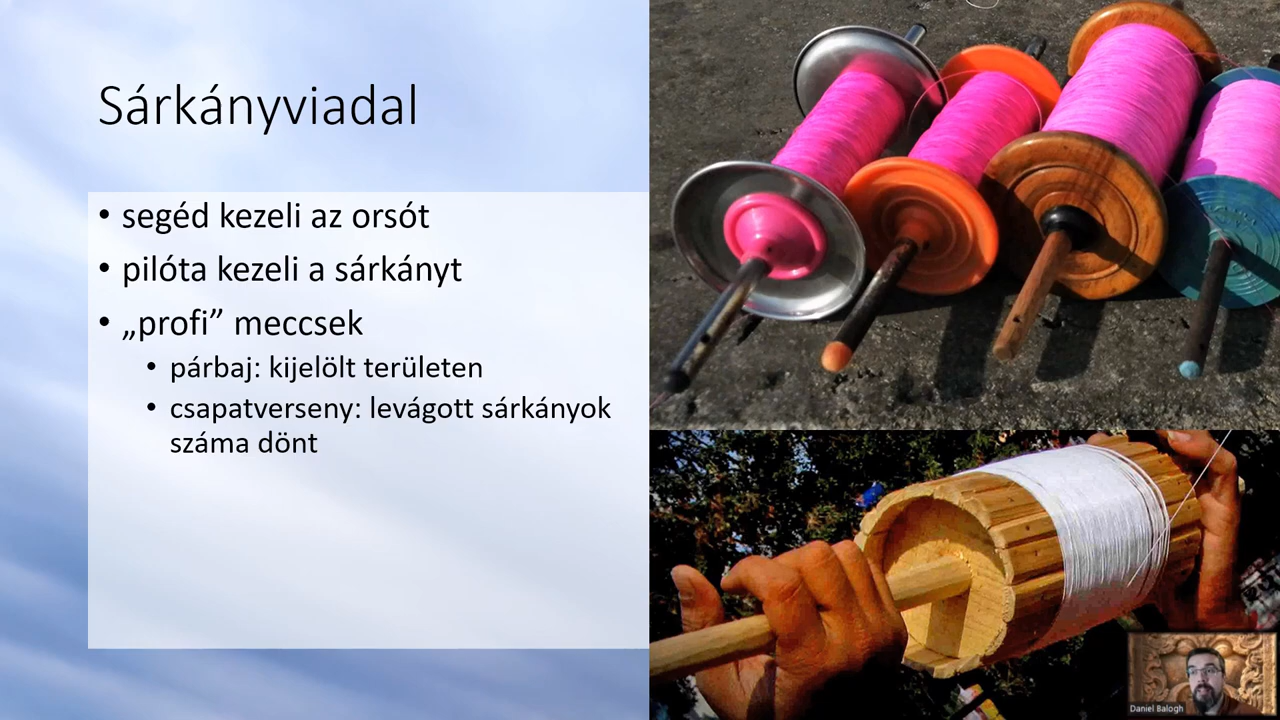 Sárkányviadal
• segéd kezeli az orsót
• pilóta kezeli a sárkányt
• „profi” meccsek
• párbaj: kijelölt területen
• csapatverseny: levágott sárkányok
száma dönt
Daniel Balogh